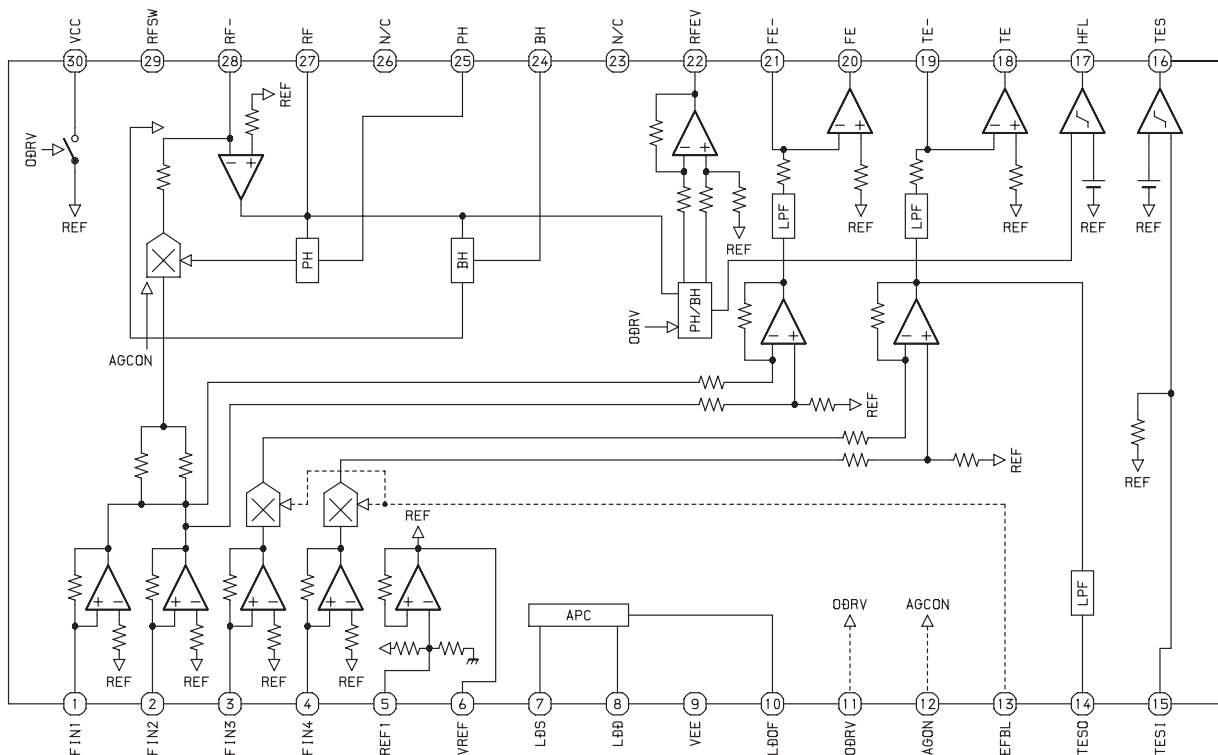 VCC
RFSW
RF-
RF
N/C
PH
BH
N/C
RFEV
FE-
FE
TE-
TE
HFL
TES
30
29
28
27
26
25
24
23
22
21
20
19
18
17
16
REF
ODRV
REF
PH
BH
LPF
LPF
REF
REF
REF
REF
REF
ODRV
PH/BH
AGCON
REF
REF
REF
REF
APC
ODRV
AGCON
LPF
REF
REF
REF
REF
1
2
3
4
5
6
7
8
9
10
11
12
13
14
15
FIN1
FIN2
FIN3
FIN4
REF1
VREF
LDS
LDD
VEE
LDOF
ODRV
AGON
EFBL
TESO
TESI